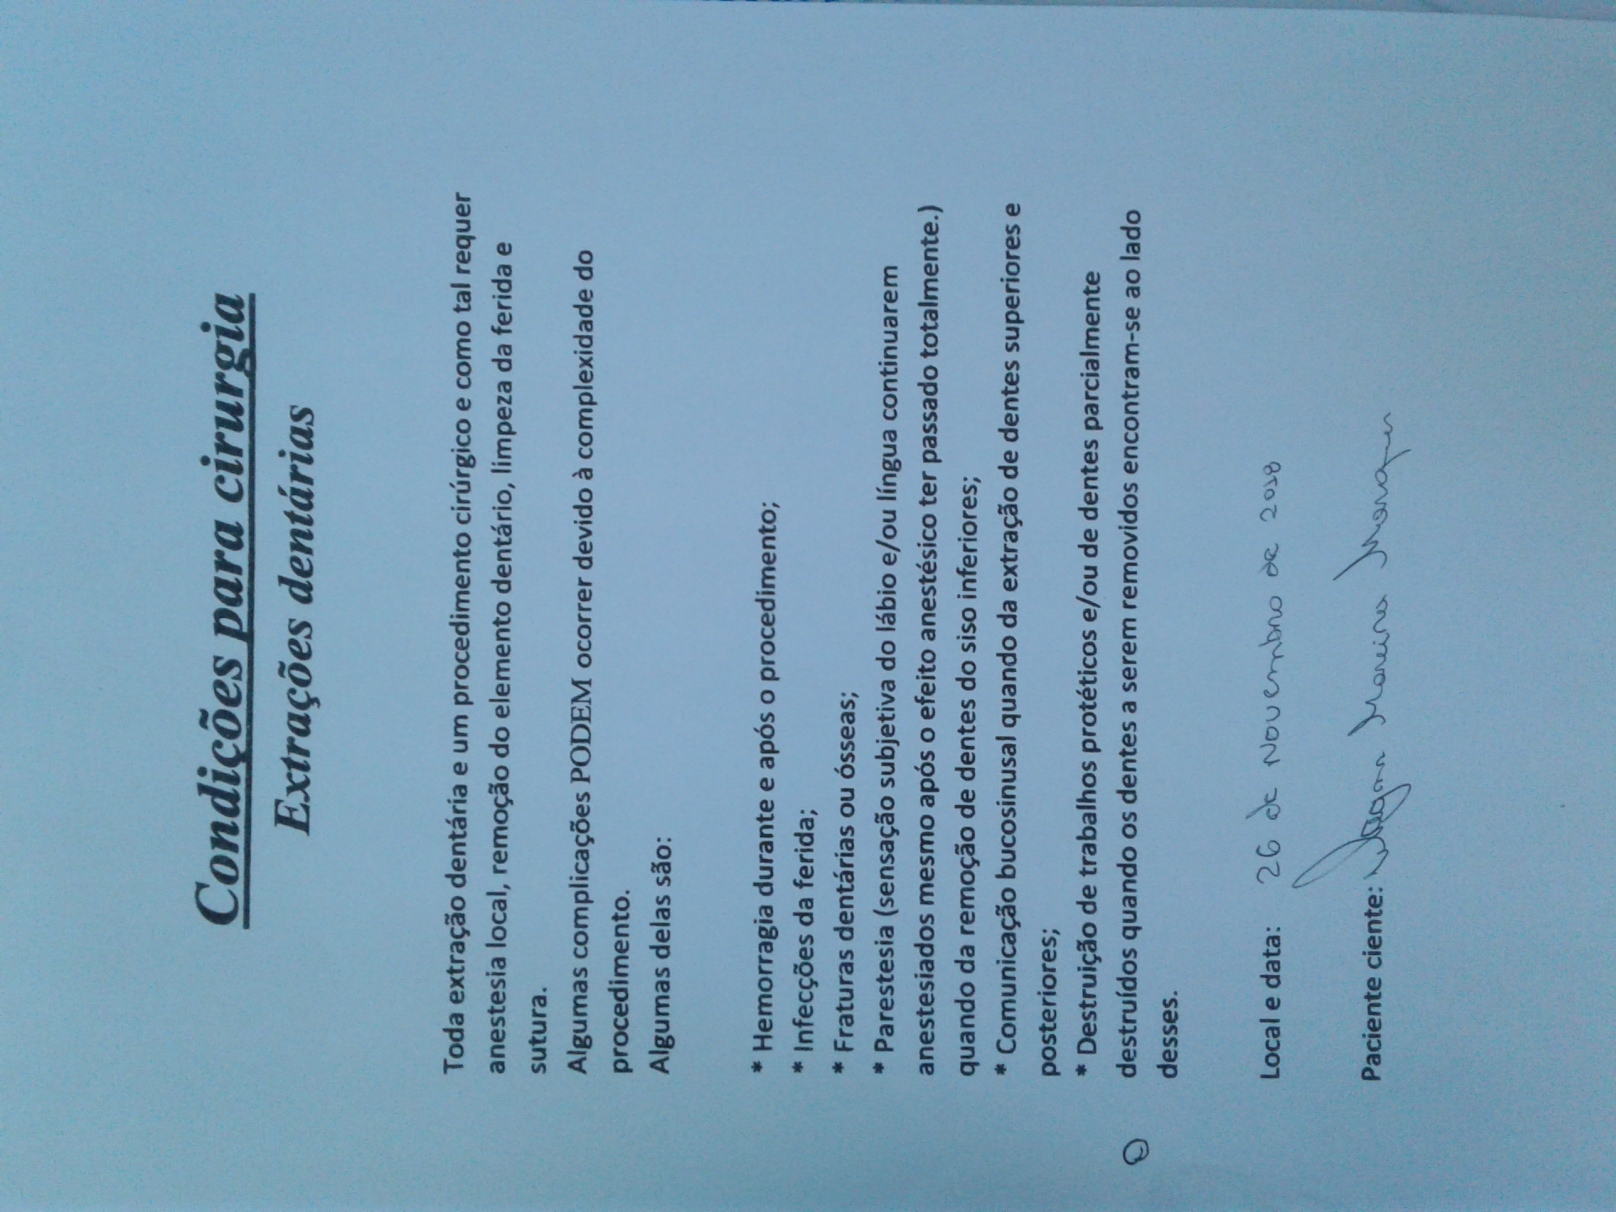 Condições para cirurgia
Extrações dentárias
Toda extração dentária e um procedimento cirúrgico e como tal requer
anestesia local, remoção do elemento dentário, limpeza da ferida e
sutura.
Algumas complicações PODEM ocorrer devido à complexidade do
procedimento.
Algumas delas são:
* Hemorragia durante e após o procedimento;
* Infecções da ferida;
* Fraturas dentárias ou ósseas;
* Parestesia (sensação subjetiva do lábio e/ou língua continuarem
anestesiados mesmo após o efeito anestésico ter passado totalmente.)
quando da remoção de dentes do siso inferiores;
* Comunicação bucosinusal quando da extração de dentes superiores e
posteriores;
* Destruição de trabalhos protéticos e/ou de dentes parcialmente
destruídos quando os dentes a serem removidos encontram-se ao lado
desses.
Local e data: 26 de Novembro de 2018
Paciente ciente: